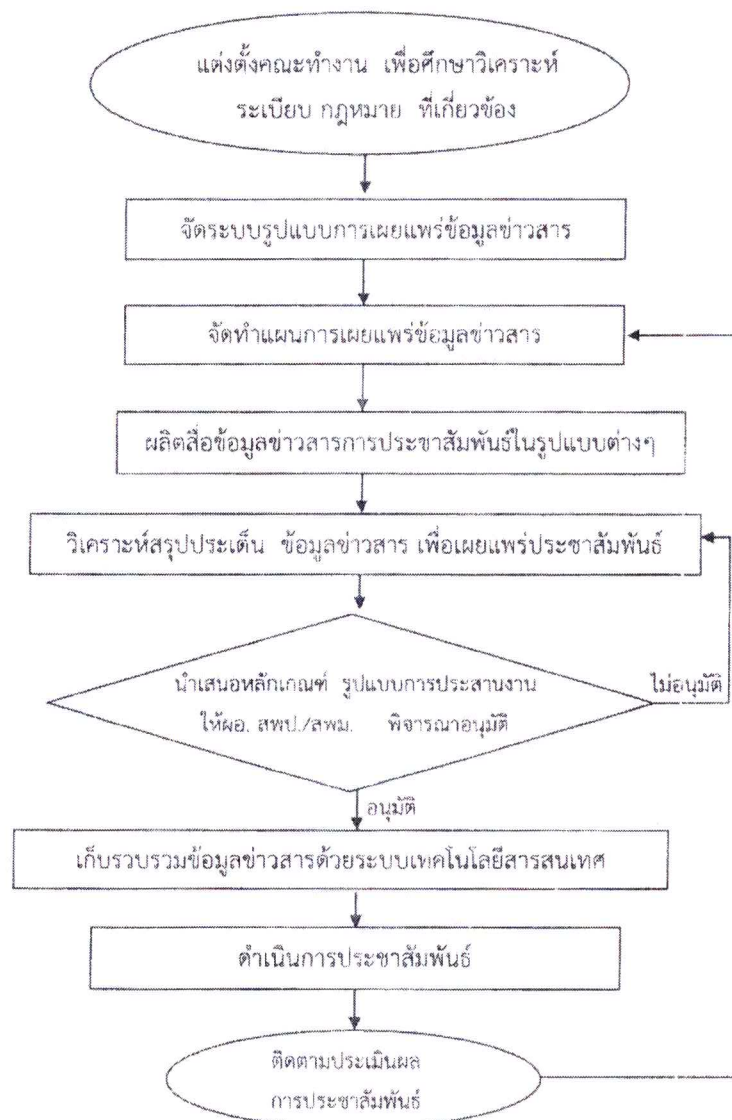 แต่งตั้งคณะทำงาน เพื่อศึกษาวิเคราะห์
ระเบียบ กฎหมาย ที่เกี่ยวข้อง
จัดระบบรูปแบบการเผยแพร่ข้อมูลข่าวสาร
จัดทำแผนการเผยแพร่ข้อมูลข่าวสาร
ผลิตสื่อข้อมูลข่าวสารการประชาสัมพันธ์ในรูปแบบต่างๆ
วิเคราะห์สรุปประเด็น ข้อมูลข่าวสาร เพื่อเผยแพร่ประชาสัมพันธ์
นำเสนอหลักเกณฑ์ รูปแบบการประสานงาน
ให้ผอ. สพป./สพม. พิจารณาอนุมัติ
ไม่อนุมัติ
อนุมัติ
เก็บรวบรวมข้อมูลข่าวสารด้วยระบบเทคโนโลยีสารสนเทศ
ดำเนินการประชาสัมพันธ์
ติดตามประเมินผล
การประชาสัมพันธ์